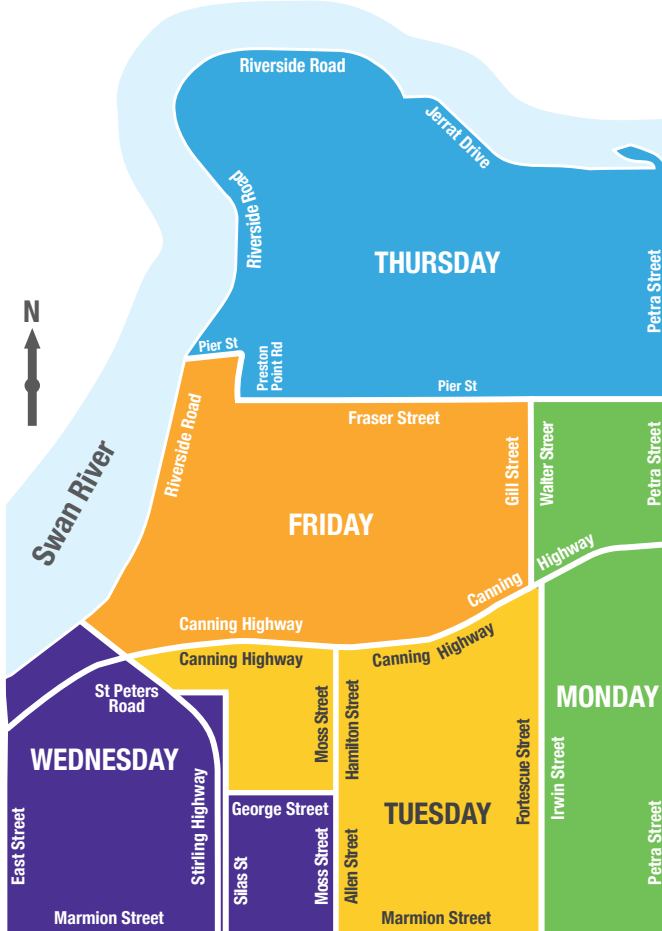 Riverside Road
Jerrat Drive
Riverside Road
THURSDAY
Petra Street
N
Pier St
Preston
Point Rd
Pier St
Riverside Road
Fraser Street
Gill Street
Walter Streer
Petra Street
Swan River
FRIDAY
Canning Highway
Canning Highway
Canning Highway
Canning Highway
St Peters
Road
Moss Street
Hamilton Street
MONDAY
WEDNESDAY
Fortescue Street
Irwin Street
Stirling Highway
George Street
TUESDAY
East Street
Silas St
Moss Street
Allen Street
Petra Street
Marmion Street
Marmion Street